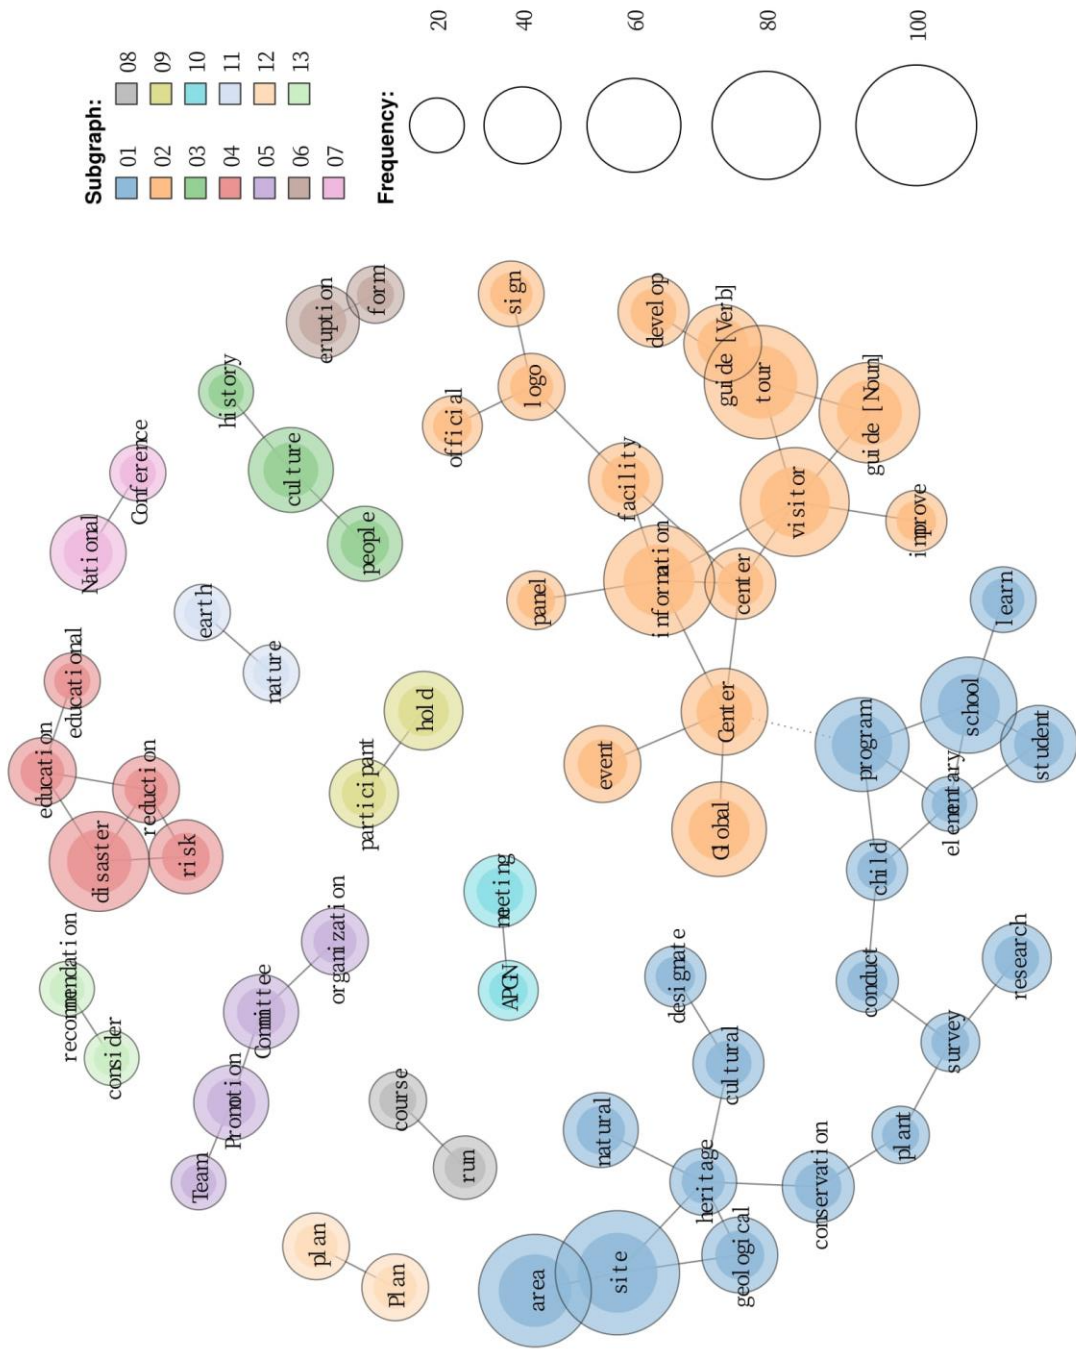 Subgraph:
01
02
03
04
05
06
07
08
09
10
11
12
13
Frequency:
20
40
60
80
100
eruption
form
history
culture
people
National
Conference
earth
nature
educational
education
reduction
disaster
risk
recommendation
consider
organization
Committee
Promotion
Team
participant
hold
meeting
APGN
course
run
plan
Plan
sign
logo
official
facility
information
panel
center
develop
guide [Verb]
tour
guide [Noun]
visitor
improve
Center
event
Global
learn
school
student
program
elementary
child
conduct
research
survey
plant
designate
cultural
natural
heritage
conservation
geological
site
area